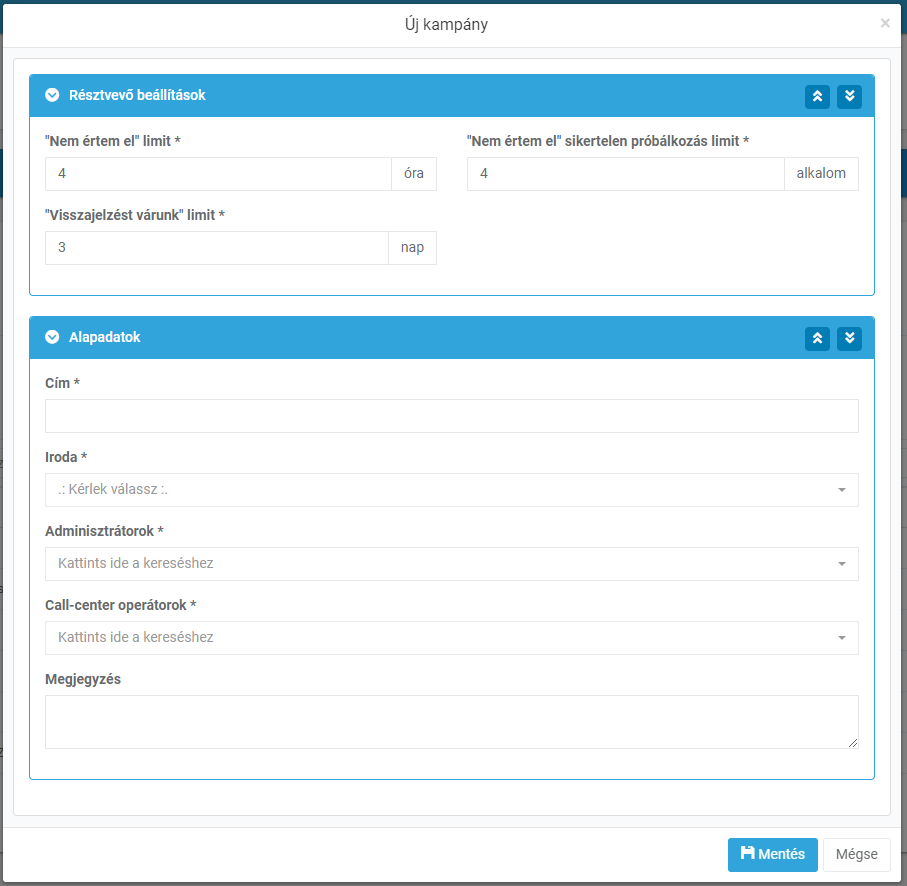 Új kampány
×
Résztvevő beállítások
"Nem értem el" limit *
"Nem értem el" sikertelen próbálkozás limit *
4 óra
4 alkalom
"Visszajelzést várunk" limit *
3 nap
Alapadatok
Cím *
Iroda *
.: Kérlek válassz :.
Adminisztrátorok *
Kattints ide a kereséshez
Call-center operátorok *
Kattints ide a kereséshez
Megjegyzés
Mentés Mégse